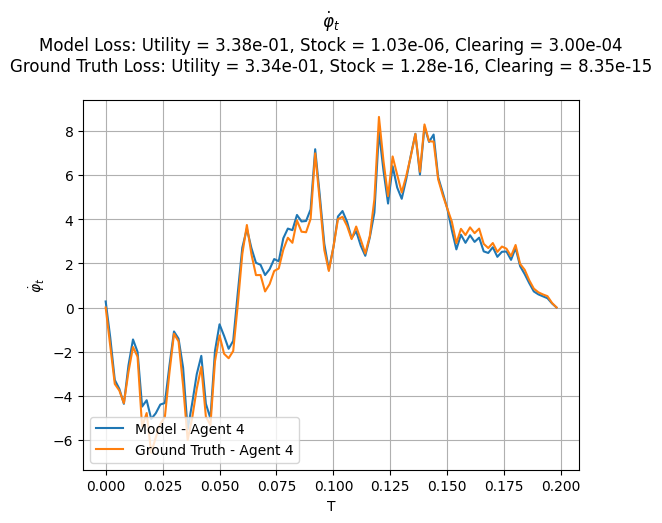 φ̇ₜ
Model Loss: Utility = 3.38e-01, Stock = 1.03e-06, Clearing = 3.00e-04
Ground Truth Loss: Utility = 3.34e-01, Stock = 1.28e-16, Clearing = 8.35e-15
φ̇ₜ
8
6
4
2
0
−2
−4
−6
Model - Agent 4
Ground Truth - Agent 4
0.000 0.025 0.050 0.075 0.100 0.125 0.150 0.175 0.200
T